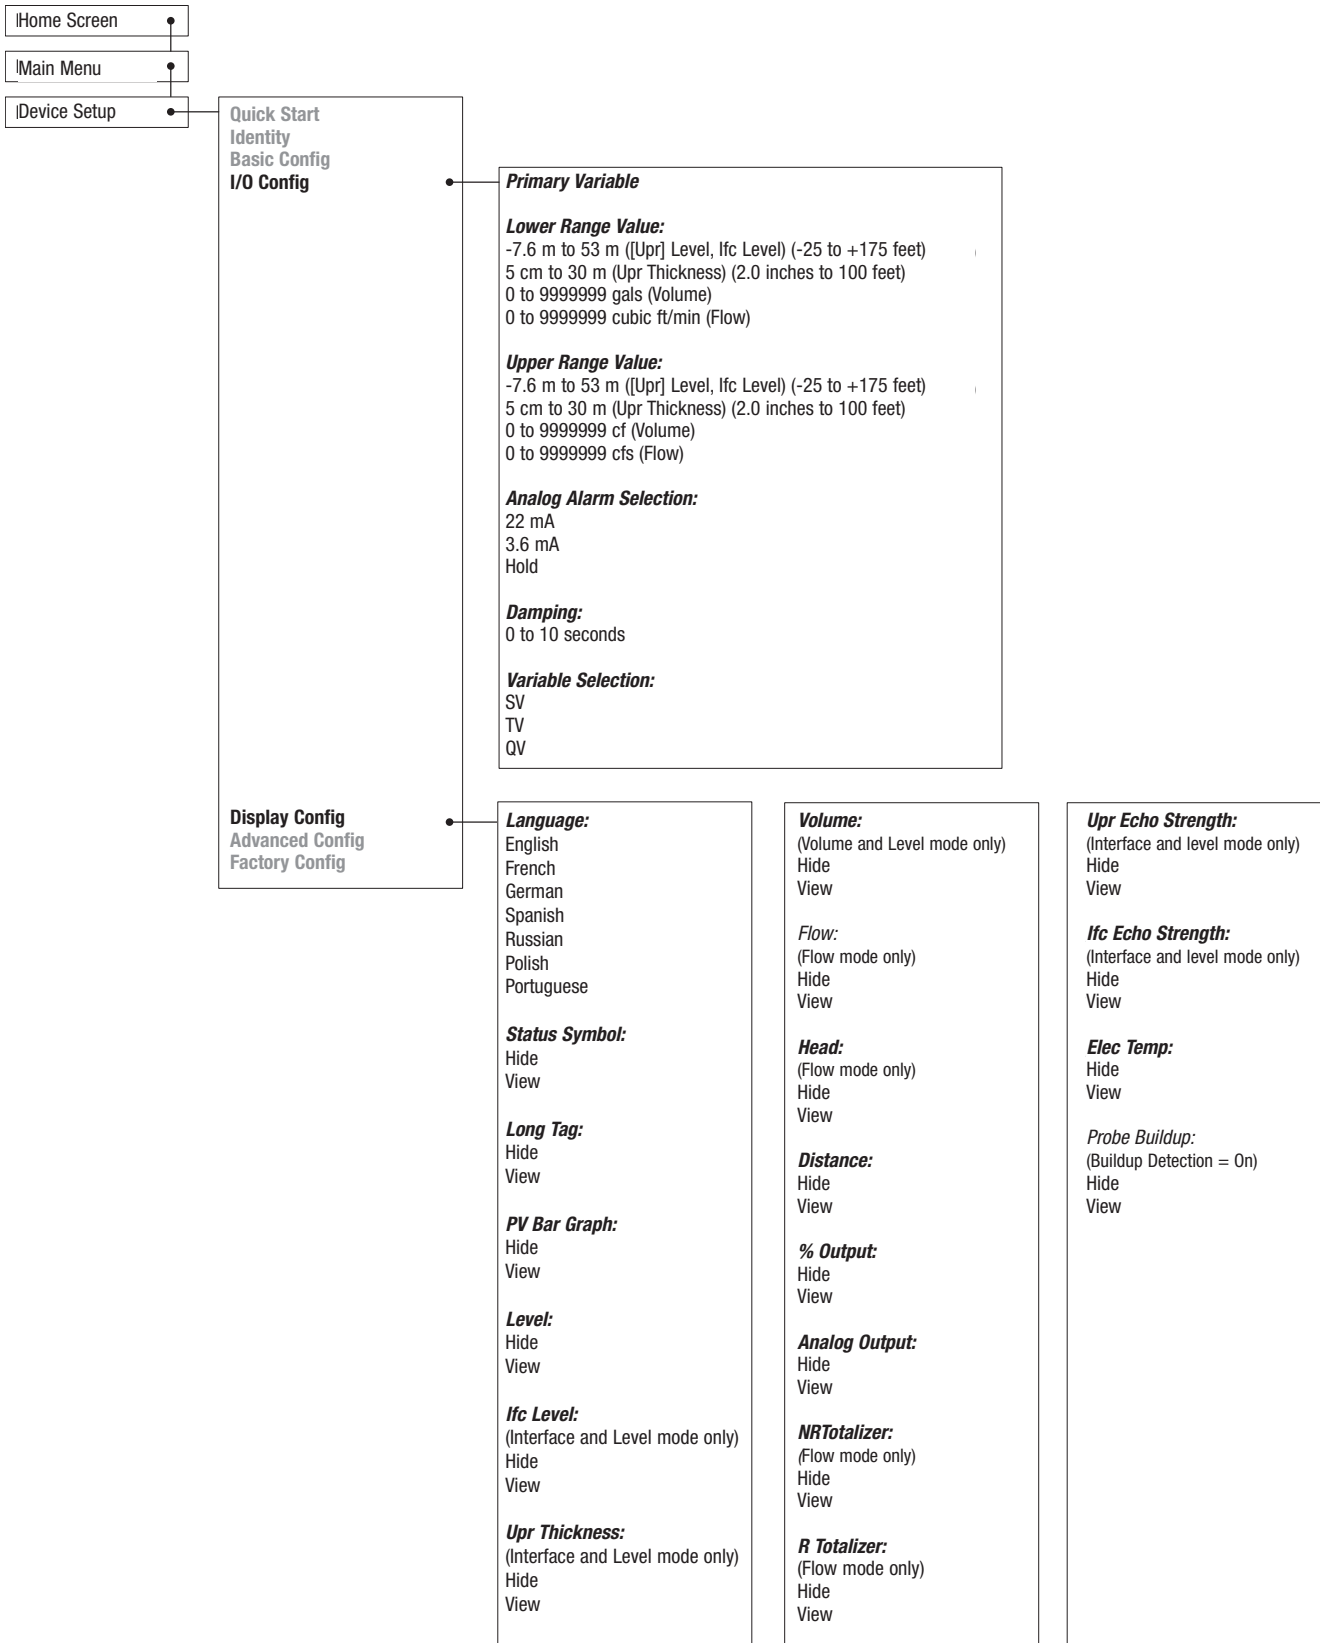 Home Screen
Main Menu
Device Setup
Quick Start
Identity
Basic Config
I/O Config
Primary Variable
Lower Range Value:
-7.6 m to 53 m ([Upr] Level, Ifc Level) (-25 to +175 feet)
5 cm to 30 m (Upr Thickness) (2.0 inches to 100 feet)
0 to 9999999 gals (Volume)
0 to 9999999 cubic ft/min (Flow)
Upper Range Value:
-7.6 m to 53 m ([Upr] Level, Ifc Level) (-25 to +175 feet)
5 cm to 30 m (Upr Thickness) (2.0 inches to 100 feet)
0 to 9999999 cf (Volume)
0 to 9999999 cfs (Flow)
Analog Alarm Selection:
22 mA
3.6 mA
Hold
Damping:
0 to 10 seconds
Variable Selection:
SV
TV
QV
Display Config
Advanced Config
Factory Config
Language:
English
French
German
Spanish
Russian
Polish
Portuguese
Status Symbol:
Hide
View
Long Tag:
Hide
View
PV Bar Graph:
Hide
View
Level:
Hide
View
Ifc Level:
(Interface and Level mode only)
Hide
View
Upr Thickness:
(Interface and Level mode only)
Hide
View
Volume:
(Volume and Level mode only)
Hide
View
Flow:
(Flow mode only)
Hide
View
Head:
(Flow mode only)
Hide
View
Distance:
Hide
View
% Output:
Hide
View
Analog Output:
Hide
View
NRTotalizer:
(Flow mode only)
Hide
View
R Totalizer:
(Flow mode only)
Hide
View
Upr Echo Strength:
(Interface and level mode only)
Hide
View
Ifc Echo Strength:
(Interface and level mode only)
Hide
View
Elec Temp:
Hide
View
Probe Buildup:
(Buildup Detection = On)
Hide
View